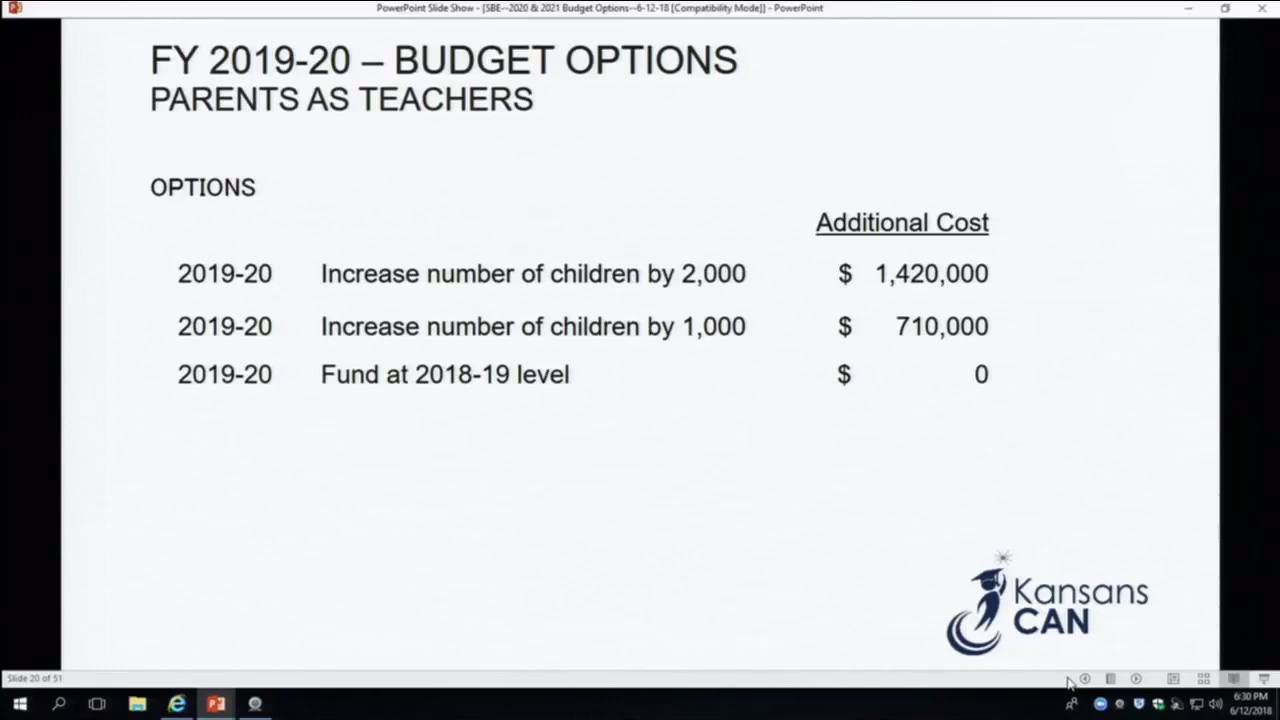 PowerPoint Slide Show - [SBE--2020 & 2021 Budget Options--6-12-18 [Compatibility Mode]] - PowerPoint
FY 2019-20 – BUDGET OPTIONS
PARENTS AS TEACHERS
OPTIONS
Additional Cost
2019-20 Increase number of children by 2,000 $ 1,420,000
2019-20 Increase number of children by 1,000 $ 710,000
2019-20 Fund at 2018-19 level $ 0
Kansans
CAN
Slide 20 of 51
6:30 PM
6/12/2018